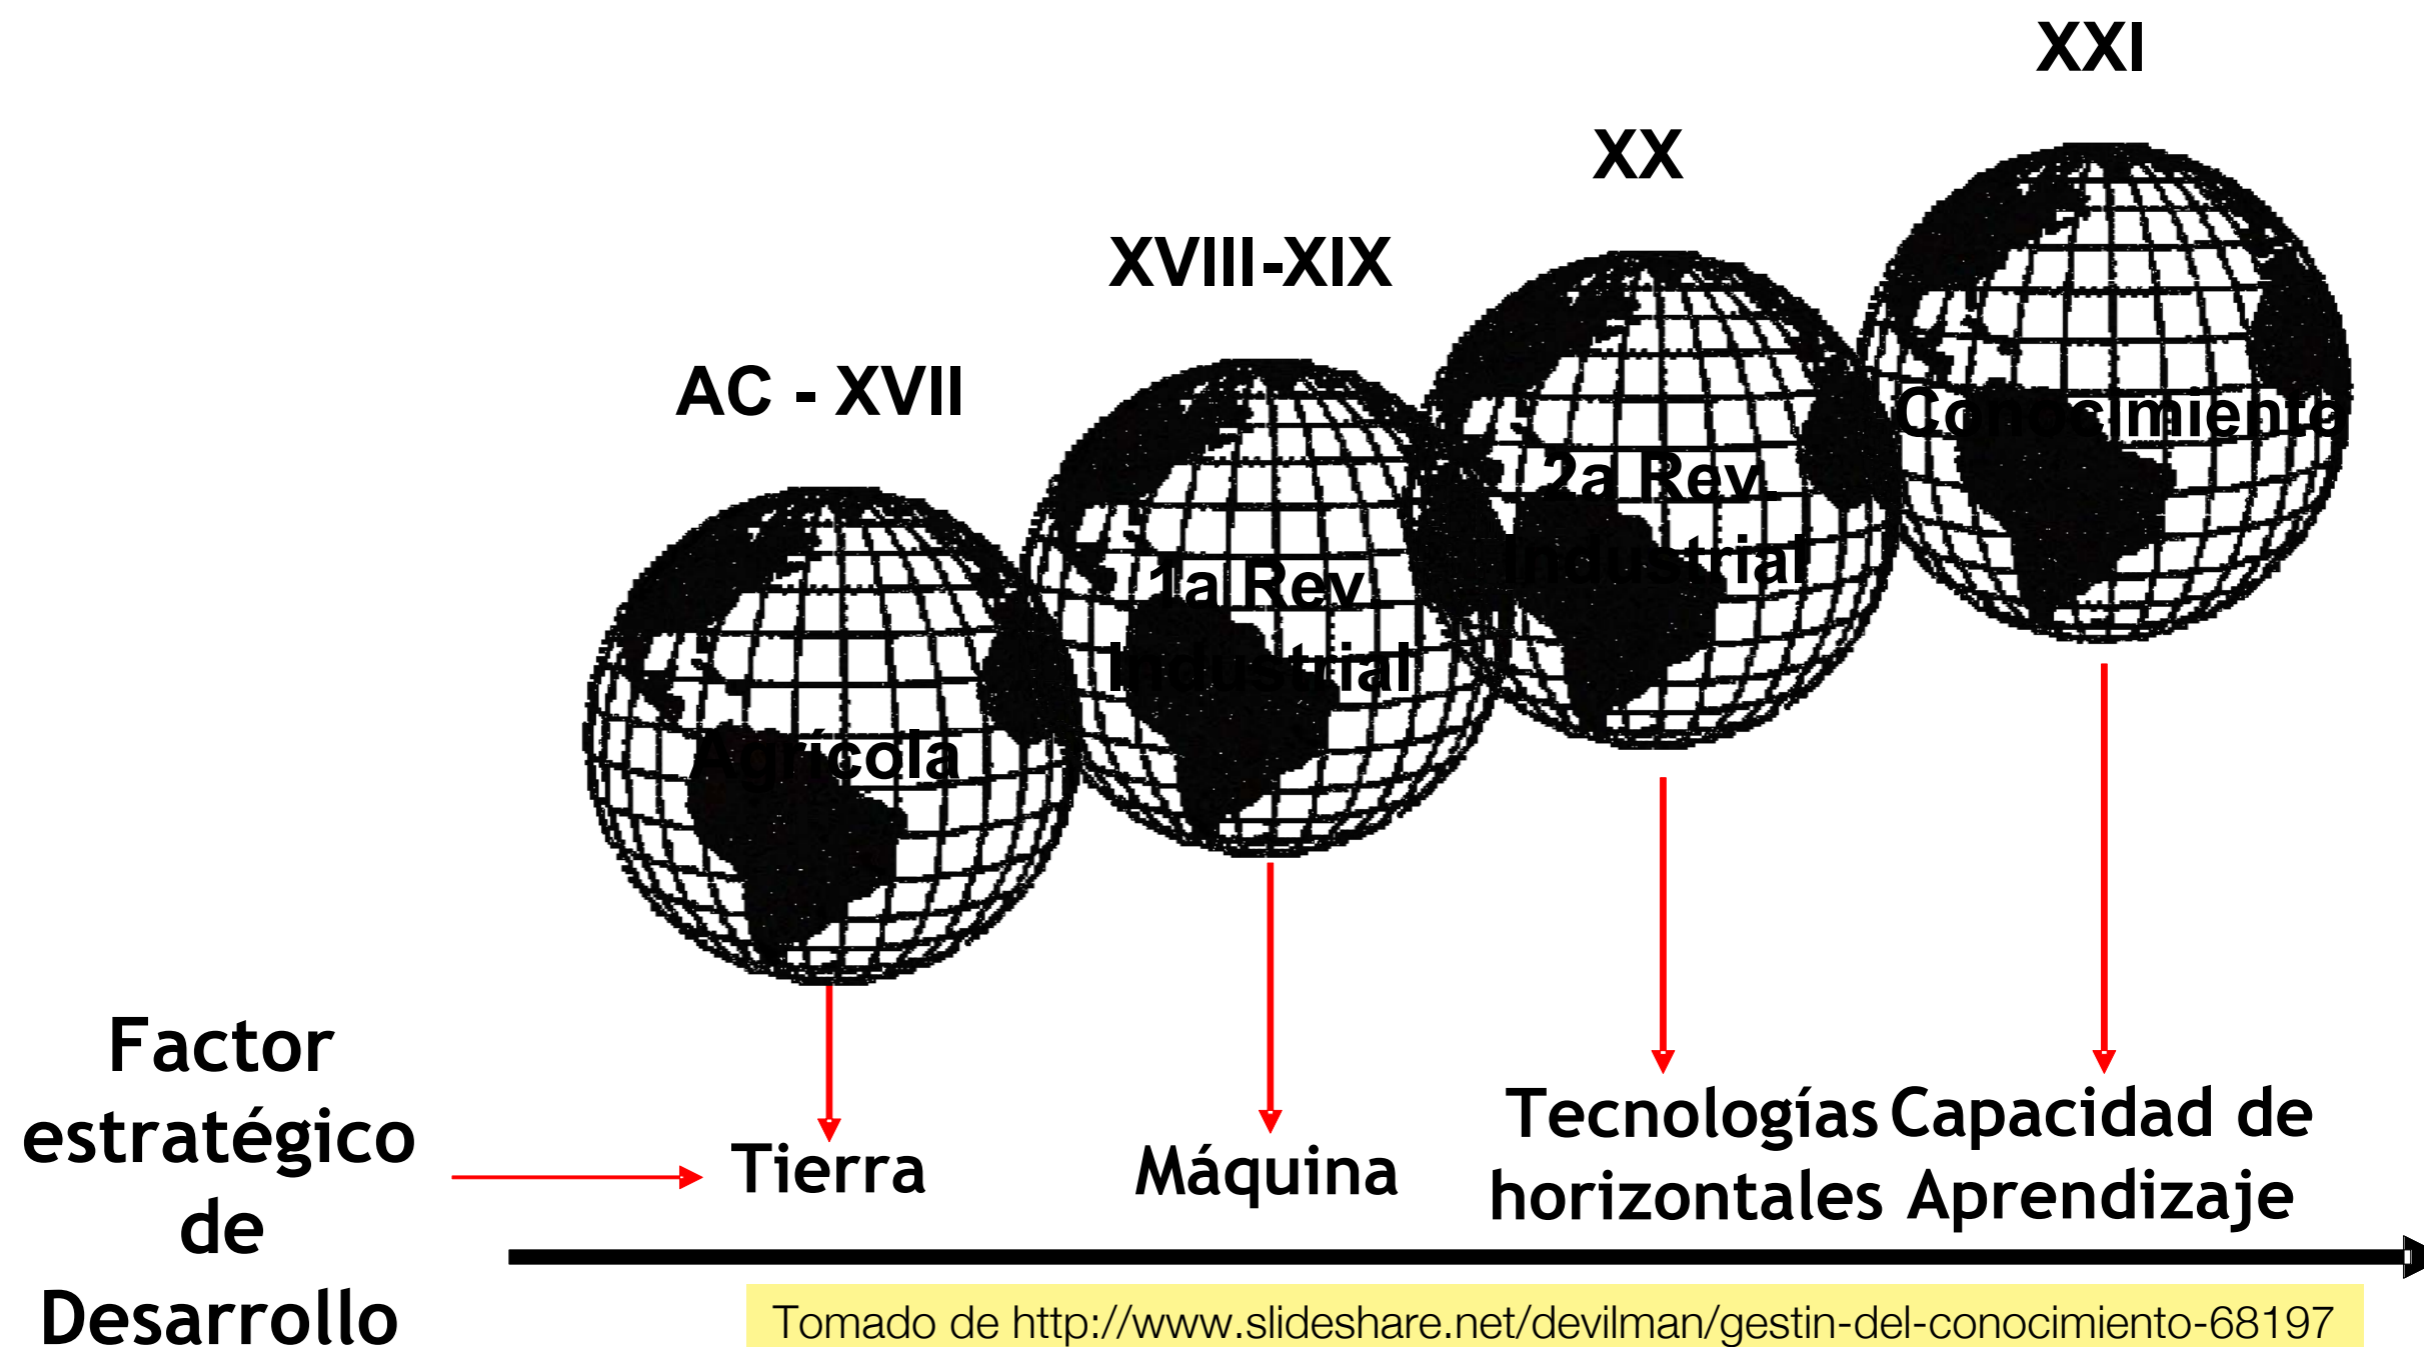 XXI
XX
XVIII-XIX
AC - XVII
Conocimiento
2a Rev.
Industrial
1a Rev
Industrial
Agrícola
Factor
estratégico
de
Desarrollo
Tierra
Máquina
Tecnologías
horizontales
Capacidad de
Aprendizaje
Tomado de http://www.slideshare.net/devilman/gestin-del-conocimiento-68197